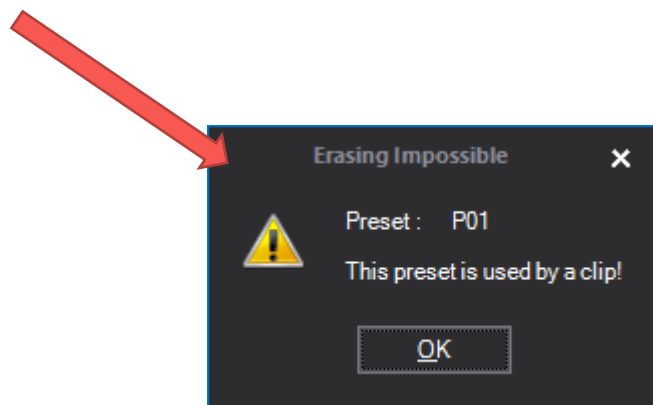 Erasing Impossible
Preset : P01
This preset is used by a clip!
OK